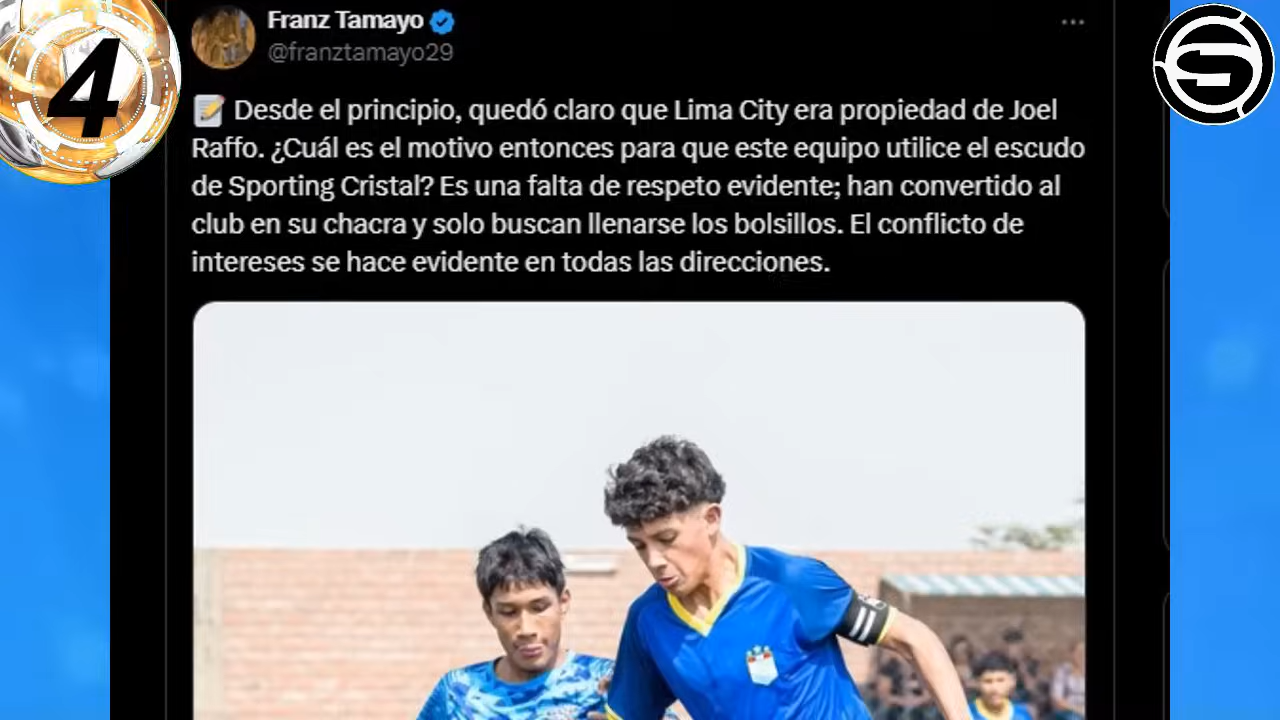 4
Franz Tamayo
@franztamayo29
Desde el principio, quedó claro que Lima City era propiedad de Joel
Raffo. ¿Cuál es el motivo entonces para que este equipo utilice el escudo
de Sporting Cristal? Es una falta de respeto evidente; han convertido al
club en su chacra y solo buscan llenarse los bolsillos. El conflicto de
intereses se hace evidente en todas las direcciones.